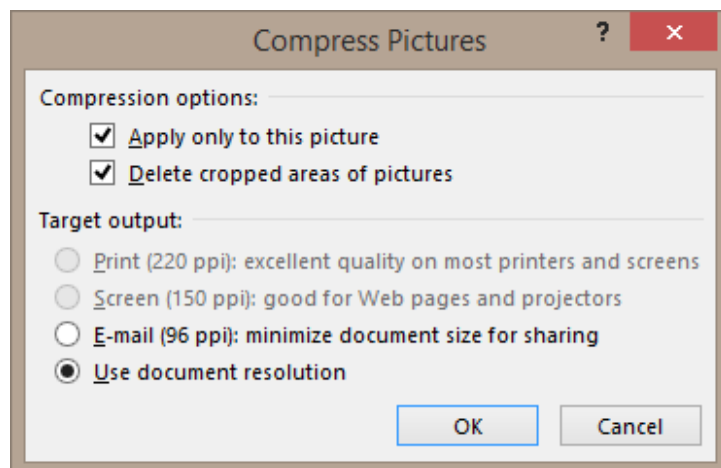 Compress Pictures ?
Compression options:
Apply only to this picture
Delete cropped areas of pictures
Target output:
Print (220 ppi): excellent quality on most printers and screens
Screen (150 ppi): good for Web pages and projectors
E-mail (96 ppi): minimize document size for sharing
Use document resolution
OK Cancel